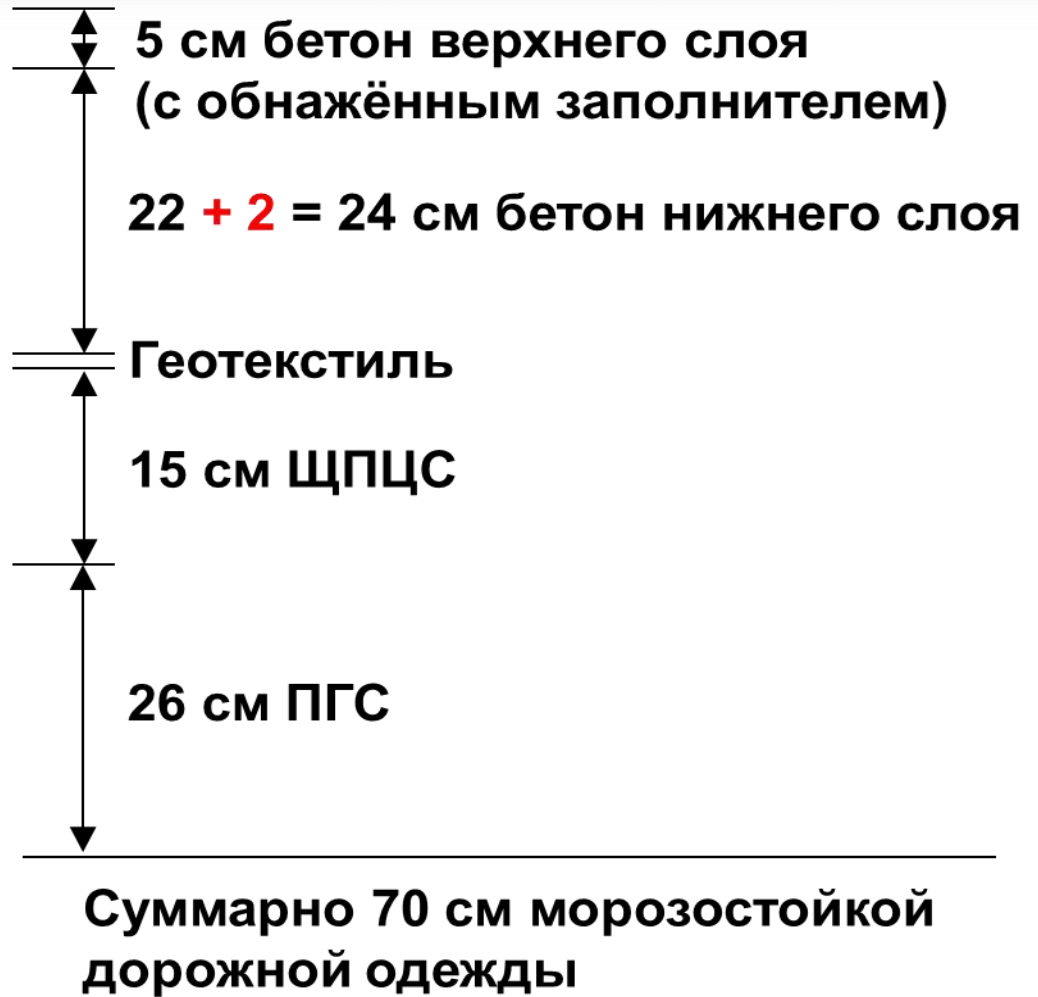 5 см бетон верхнего слоя
(с обнажённым заполнителем)
22 + 2 = 24 см бетон нижнего слоя
Геотекстиль
15 см ЩПЦС
26 см ПГС
Суммарно 70 см морозостойкой
дорожной одежды